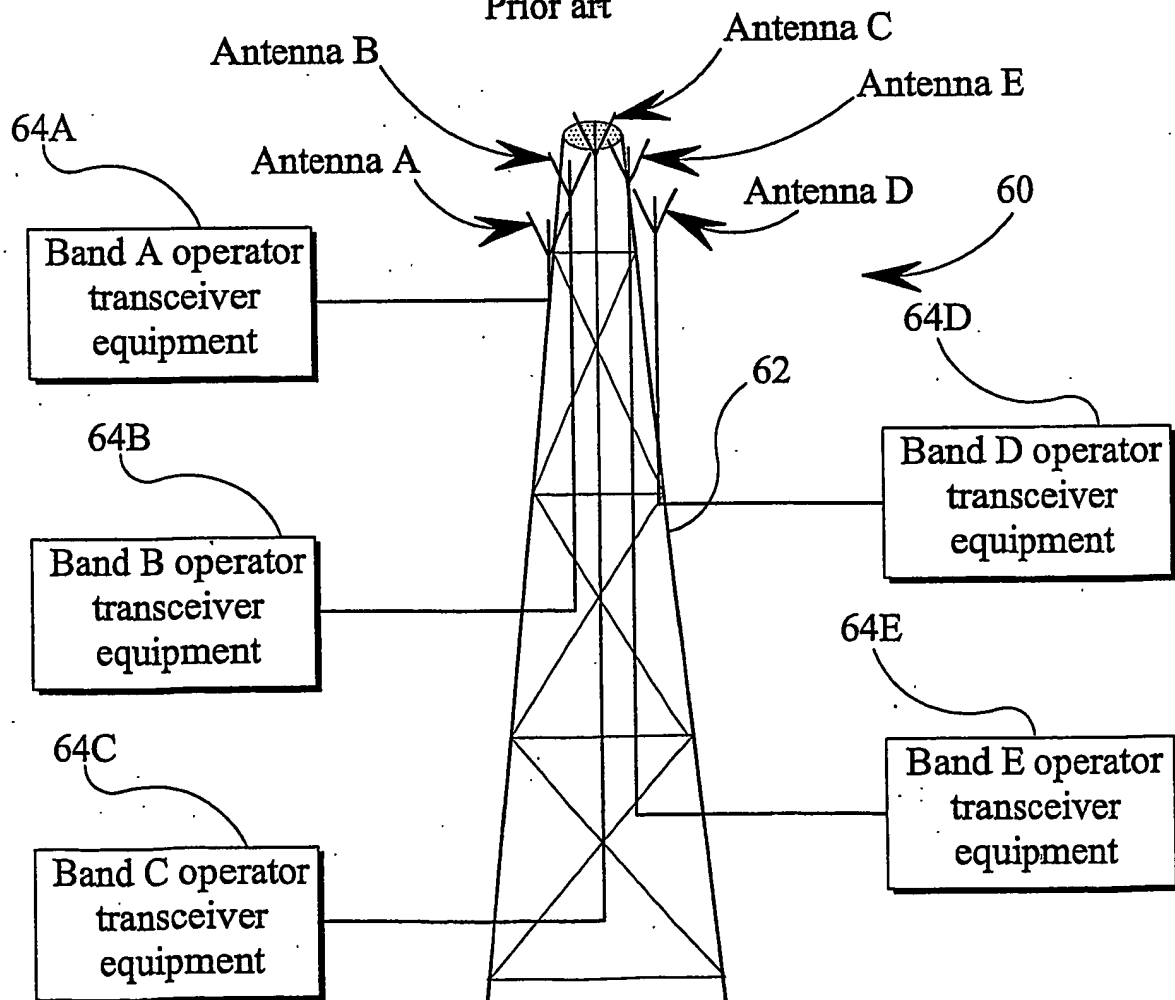 Prior art
Antenna C
Antenna B
Antenna E
64A
Antenna A
Antenna D
60
Band A operator
transceiver
equipment
64D
62
64B
Band D operator
transceiver
equipment
Band B operator
transceiver
equipment
64E
64C
Band E operator
transceiver
equipment
Band C operator
transceiver
equipment